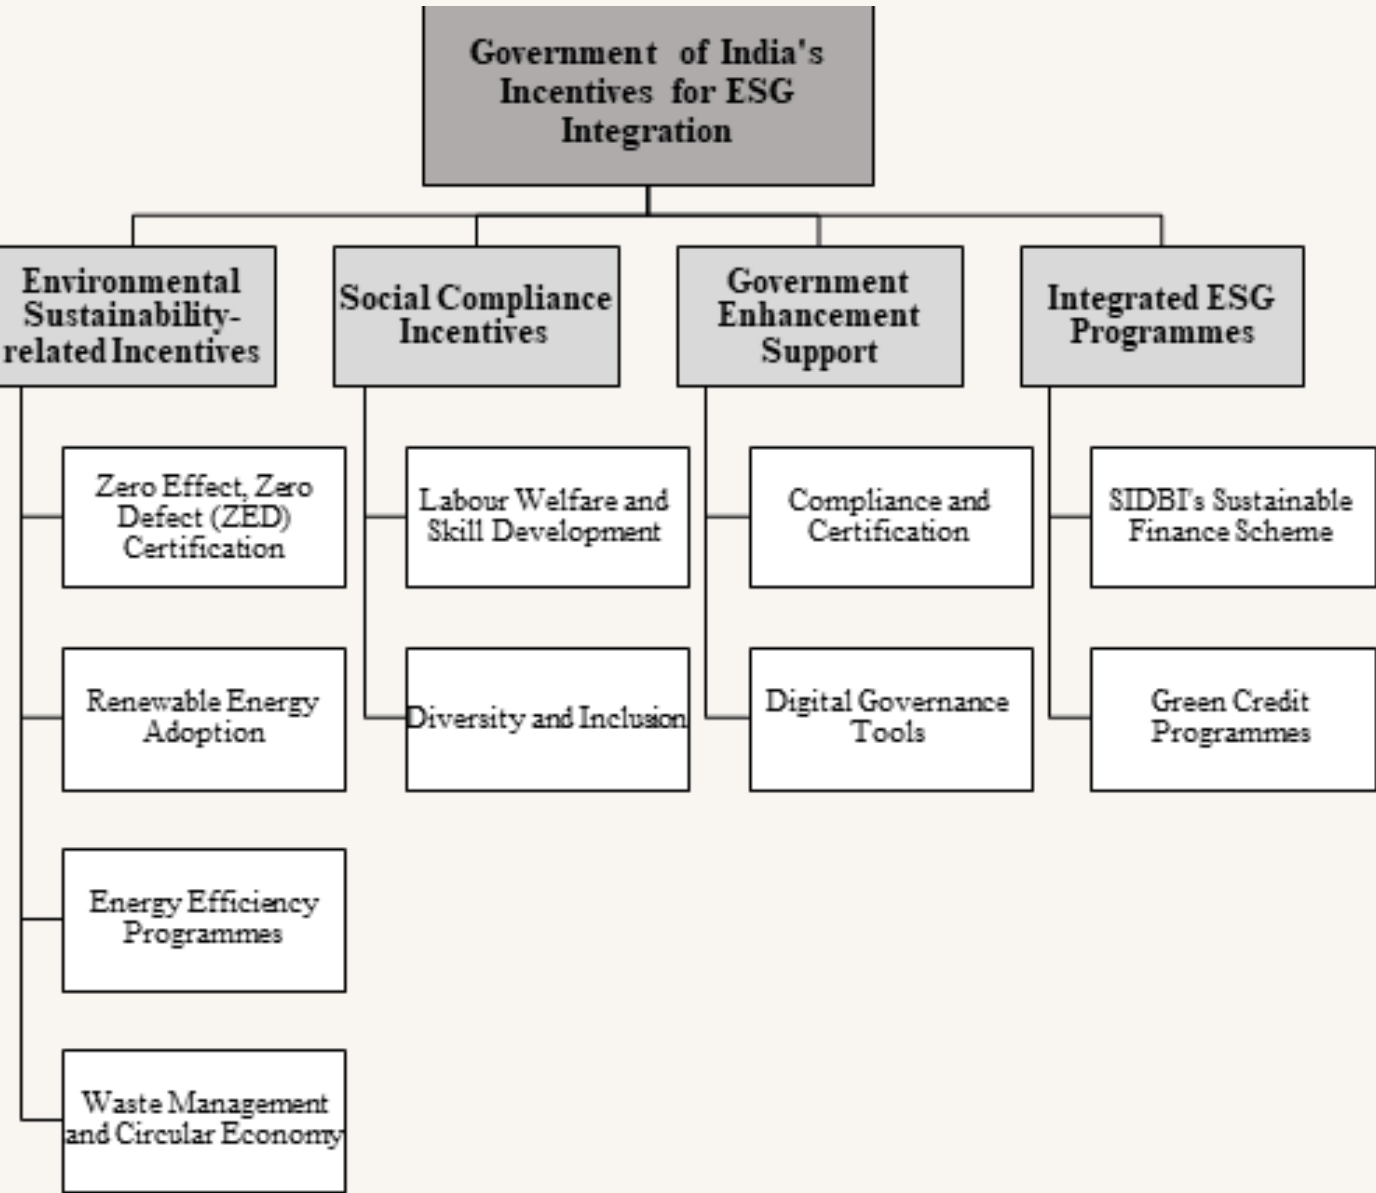 Government of India's
Incentives for ESG
Integration
Environmental
Sustainability-
related Incentives
Social Compliance
Incentives
Government
Enhancement
Support
Integrated ESG
Programmes
Zero Effect, Zero
Defect (ZED)
Certification
Labour Welfare and
Skill Development
Compliance and
Certification
SIDBI's Sustainable
Finance Scheme
Renewable Energy
Adoption
Diversity and Inclusion
Digital Governance
Tools
Green Credit
Programmes
Energy Efficiency
Programmes
Waste Management
and Circular Economy